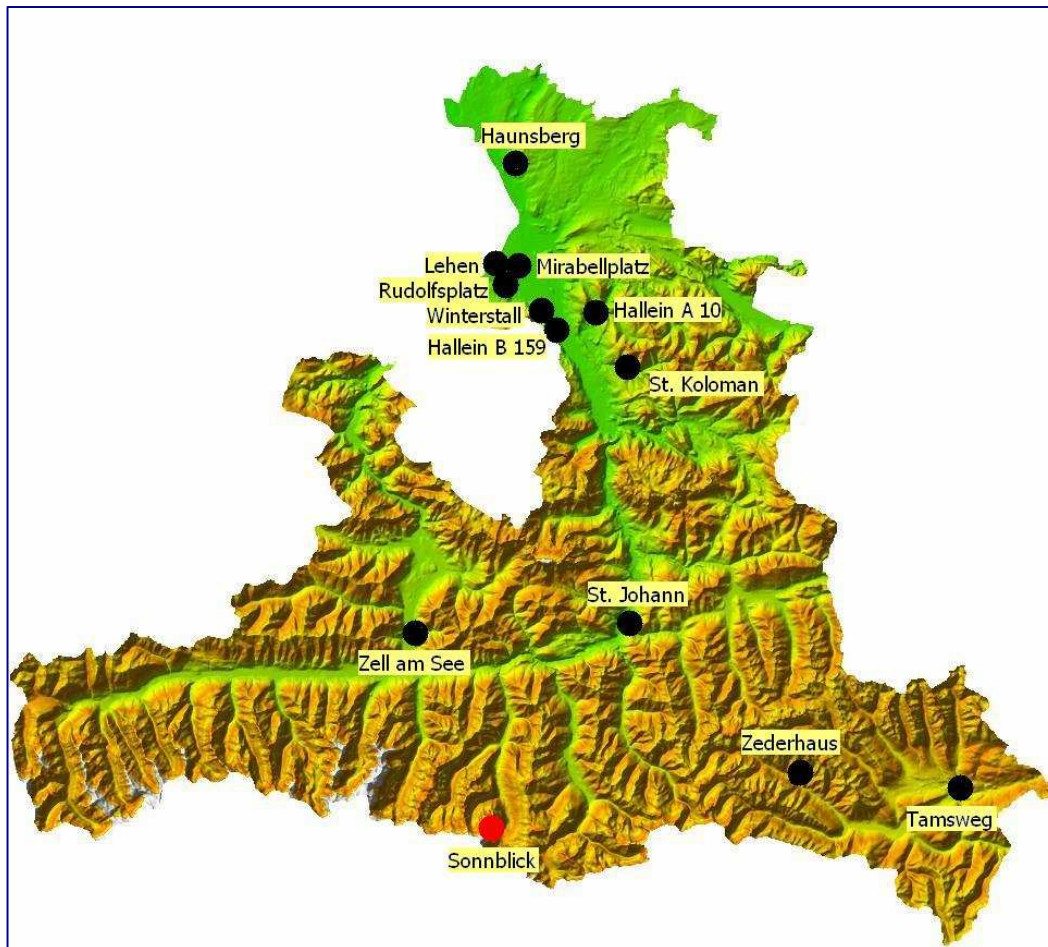 Haunsberg
Lehen
Mirabellplatz
Rudolfsplatz
Winterstall
Hallein A 10
Hallein B 159
St. Koloman
St. Johann
Zell am See
Zederhaus
Tamsweg
Sonnblick